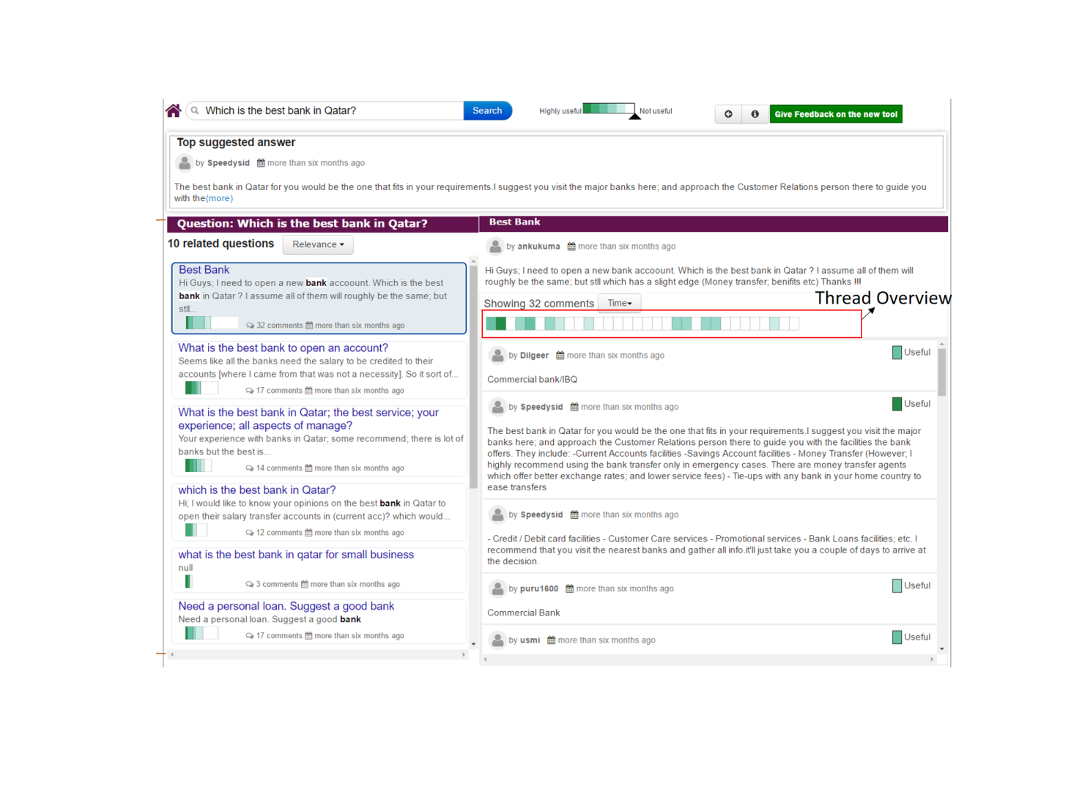 Which is the best bank in Qatar?
Search
Highly useful
Not useful
Give Feedback on the new tool
Top suggested answer
by Speedysid more than six months ago
The best bank in Qatar for you would be the one that fits in your requirements.I suggest you visit the major banks here; and approach the Customer Relations person there to guide you
with the(more)
Question: Which is the best bank in Qatar?
10 related questions
Relevance
Best Bank
Hi Guys; I need to open a new bank accoount. Which is the best
bank in Qatar ? I assume all of them will roughly be the same; but
stll...
32 comments more than six months ago
What is the best bank to open an account?
Seems like all the banks need the salary to be credited to their
accounts [where I came from that was not a necessity]. So it sort of...
17 comments more than six months ago
What is the best bank in Qatar; the best service; your
experience; all aspects of manage?
Your experience with banks in Qatar; some recommend; there is lot of
banks but the best is...
14 comments more than six months ago
which is the best bank in Qatar?
Hi; I would like to know your opinions on the best bank in Qatar to
open their salary transfer accounts in (current acc)? which would...
12 comments more than six months ago
what is the best bank in qatar for small business
null
3 comments more than six months ago
Need a personal loan. Suggest a good bank
Need a personal loan. Suggest a good bank
17 comments more than six months ago
Best Bank
by ankukuma more than six months ago
Hi Guys; I need to open a new bank accoount. Which is the best bank in Qatar ? I assume all of them will
roughly be the same; but stll which has a slight edge (Money transfer; benifits etc) Thanks !!!
Showing 32 comments
Time
Thread Overview
by Dilgeer more than six months ago
Useful
Commercial bank/IBQ
by Speedysid more than six months ago
Useful
The best bank in Qatar for you would be the one that fits in your requirements.I suggest you visit the major
banks here; and approach the Customer Relations person there to guide you with the facilities the bank
offers. They include: -Current Accounts facilities -Savings Account facilities - Money Transfer (However; I
highly recommend using the bank transfer only in emergency cases. There are money transfer agents
which offer better exchange rates; and lower service fees) - Tie-ups with any bank in your home country to
ease transfers
by Speedysid more than six months ago
- Credit / Debit card facilities - Customer Care services - Promotional services - Bank Loans facilities; etc. I
recommend that you visit the nearest banks and gather all info.it'll just take you a couple of days to arrive at
the decision.
by puru1600 more than six months ago
Useful
Commercial Bank
by usmi more than six months ago
Useful